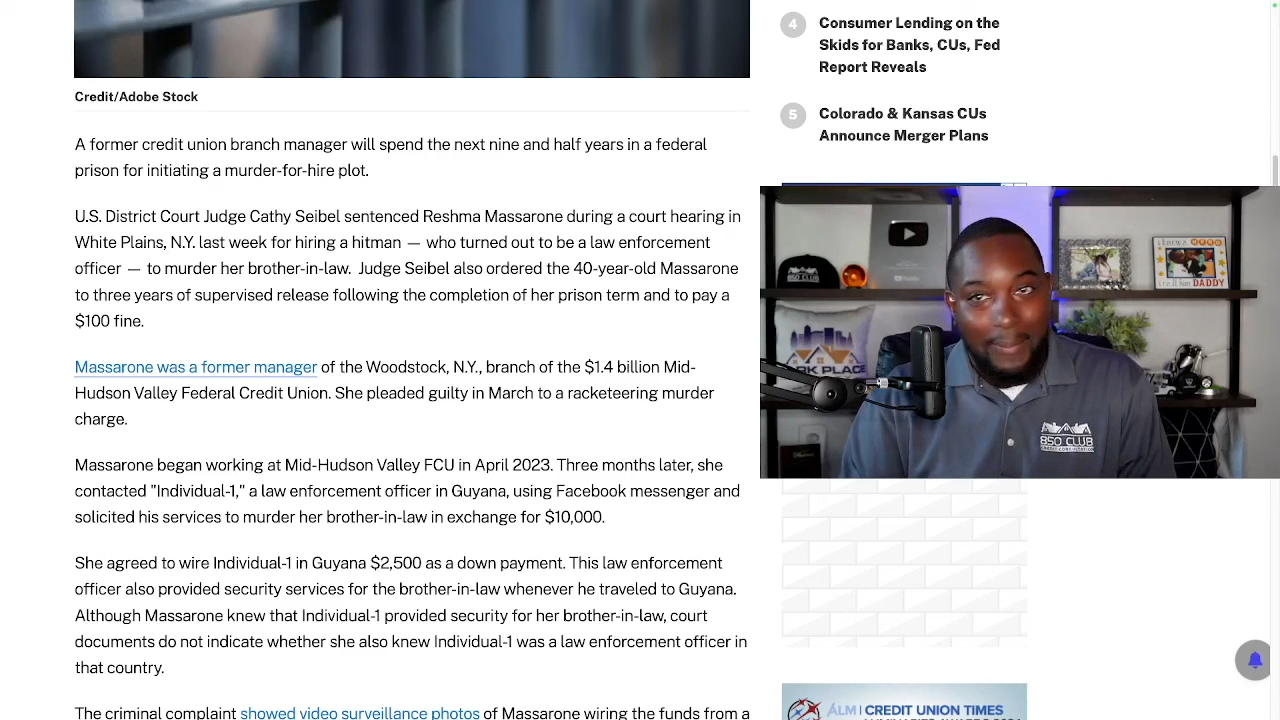 Credit/Adobe Stock
A former credit union branch manager will spend the next nine and half years in a federal
prison for initiating a murder-for-hire plot.
U.S. District Court Judge Cathy Seibel sentenced Reshma Massarone during a court hearing in
White Plains, N.Y. last week for hiring a hitman — who turned out to be a law enforcement
officer — to murder her brother-in-law.  Judge Seibel also ordered the 40-year-old Massarone
to three years of supervised release following the completion of her prison term and to pay a
$100 fine.
Massarone was a former manager of the Woodstock, N.Y., branch of the $1.4 billion Mid-
Hudson Valley Federal Credit Union. She pleaded guilty in March to a racketeering murder
charge.
Massarone began working at Mid-Hudson Valley FCU in April 2023. Three months later, she
contacted "Individual-1," a law enforcement officer in Guyana, using Facebook messenger and
solicited his services to murder her brother-in-law in exchange for $10,000.
She agreed to wire Individual-1 in Guyana $2,500 as a down payment. This law enforcement
officer also provided security services for the brother-in-law whenever he traveled to Guyana.
Although Massarone knew that Individual-1 provided security for her brother-in-law, court
documents do not indicate whether she also knew Individual-1 was a law enforcement officer in
that country.
The criminal complaint showed video surveillance photos of Massarone wiring the funds from a
4
Consumer Lending on the
Skids for Banks, CUs, Fed
Report Reveals
5
Colorado & Kansas CUs
Announce Merger Plans
850 CLUB
DADDY
RK PLACE
850 CLUB
ALM | CREDIT UNION TIMES